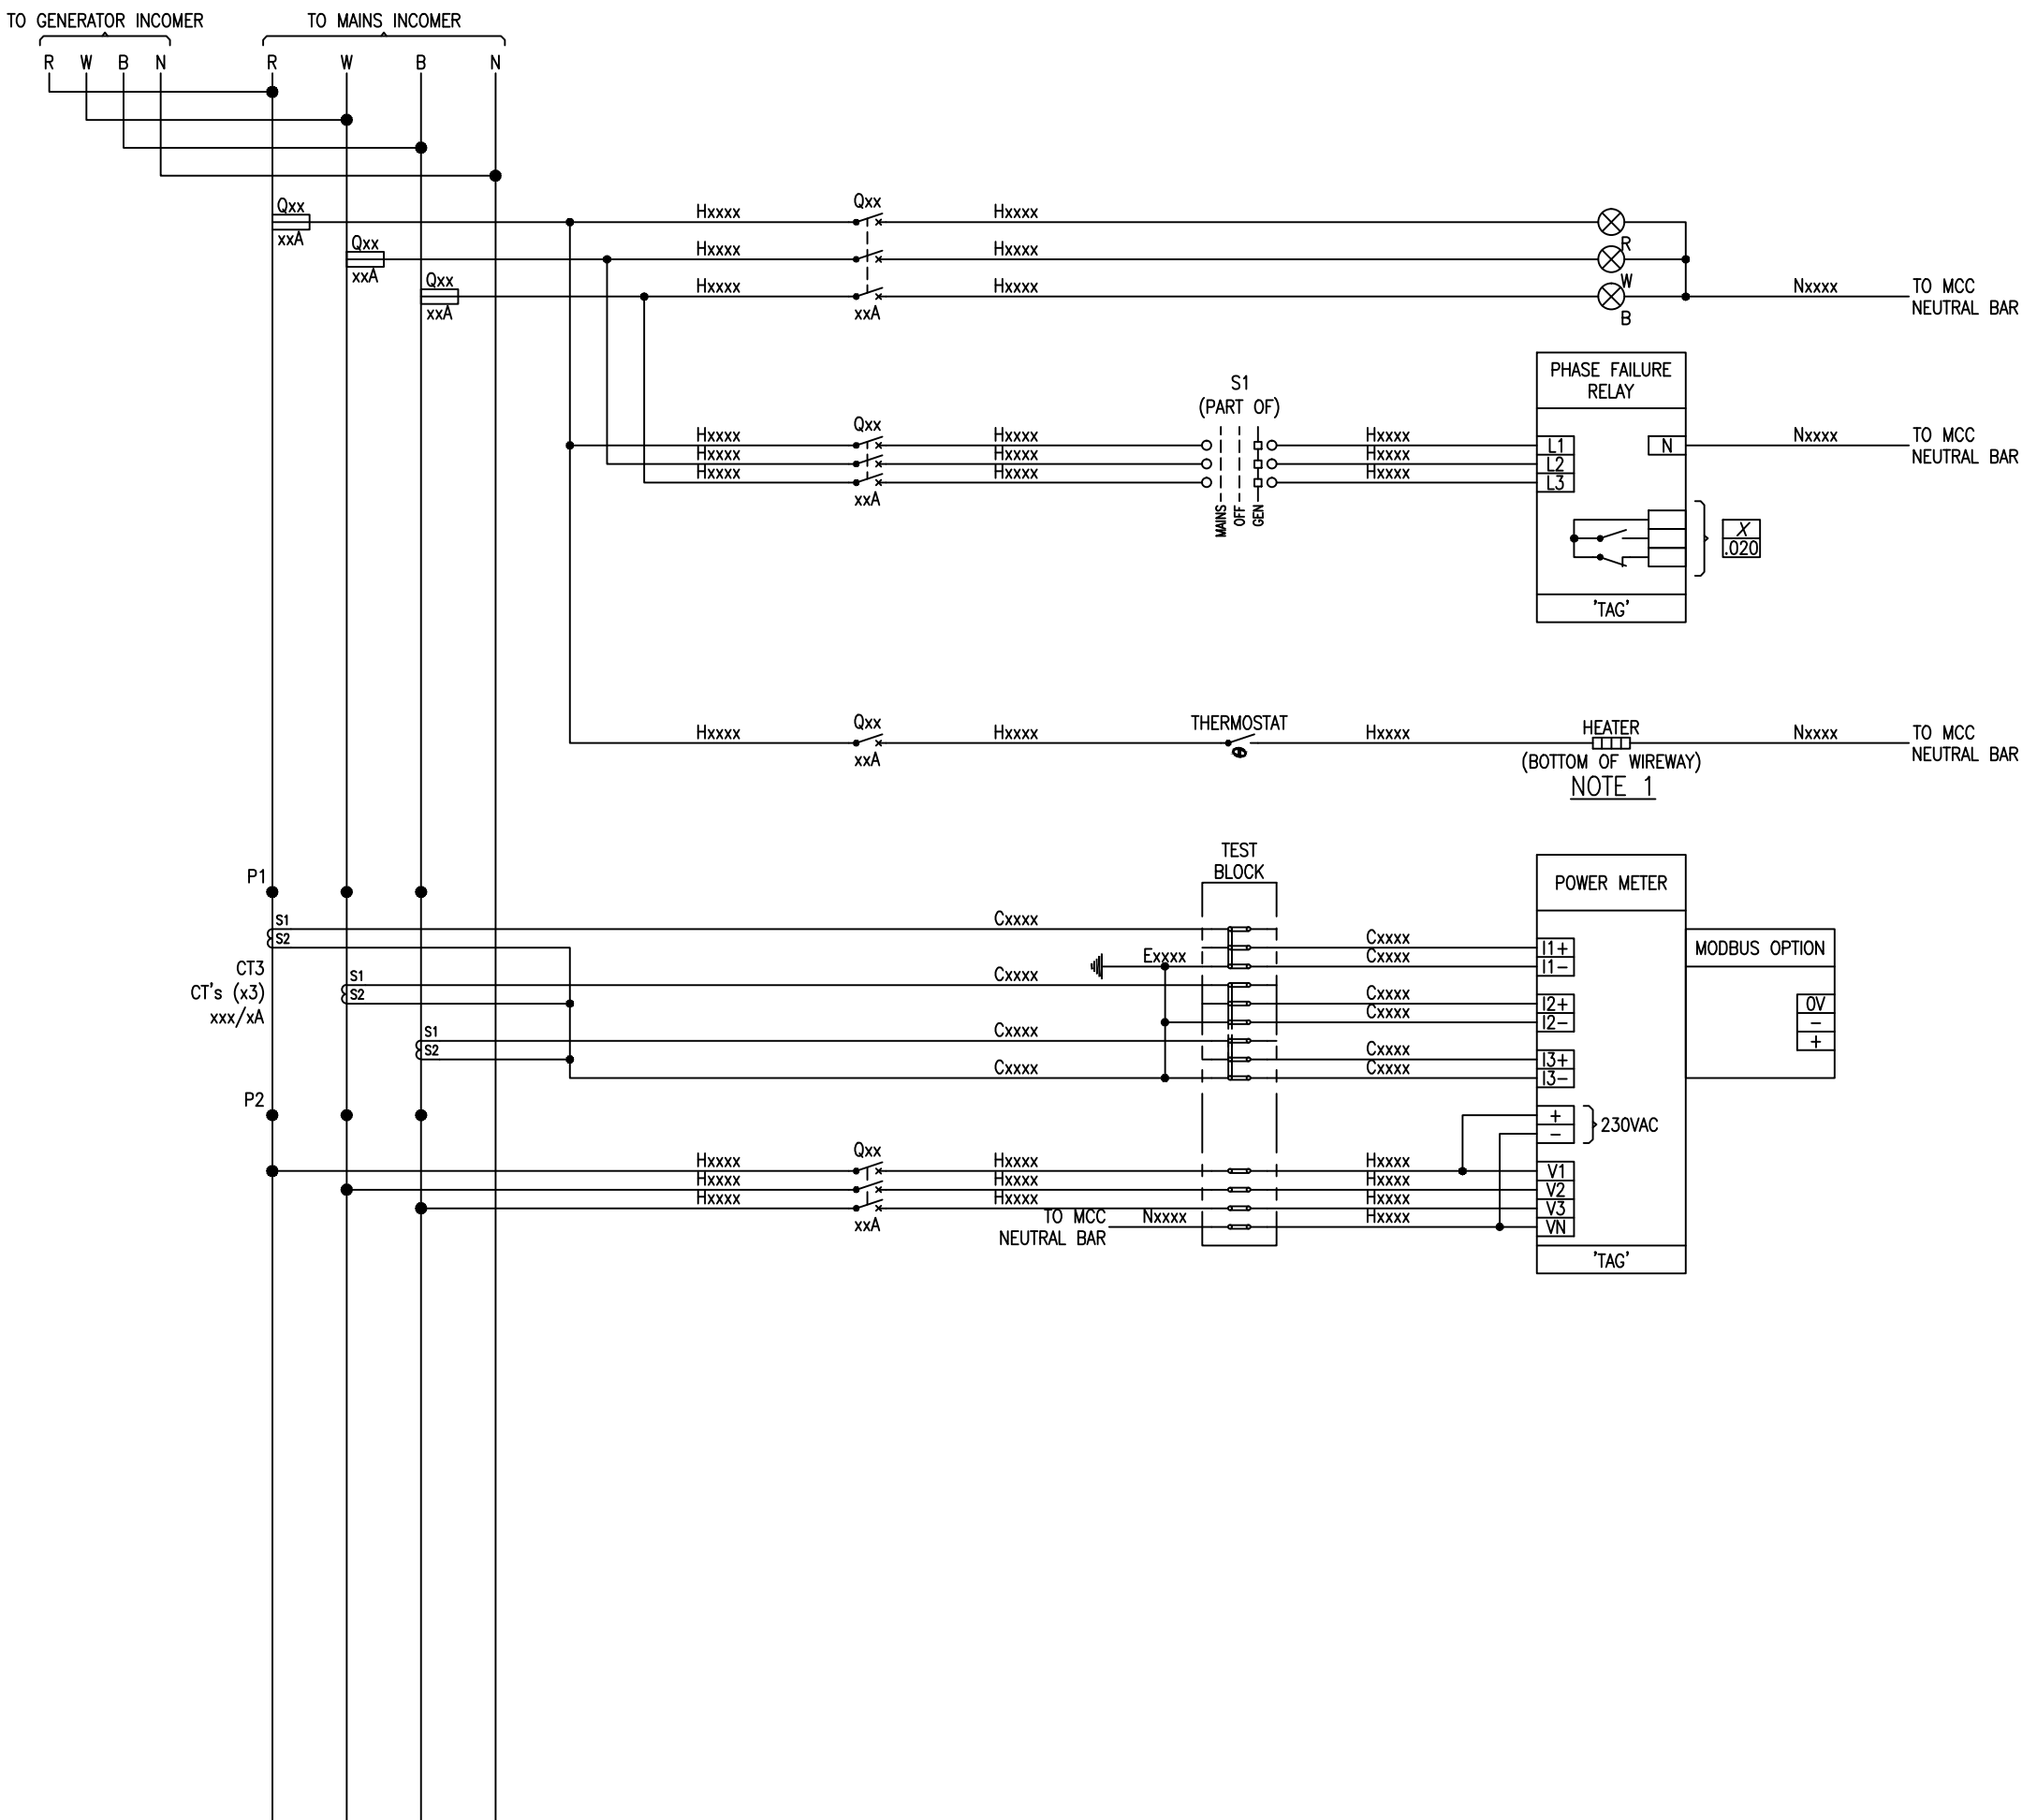 TO GENERATOR INCOMER
TO MAINS INCOMER
R W B N
R W B N
Qxx
xxA
Hxxxx
Qxx
Hxxxx
R
Qxx
xxA
Hxxxx
Hxxxx
W
Qxx
xxA
Hxxxx
xxA
Hxxxx
B
Nxxxx
TO MCC
NEUTRAL BAR
S1
(PART OF)
PHASE FAILURE
RELAY
Hxxxx
Qxx
Hxxxx
Hxxxx
L1
N
Nxxxx
TO MCC
NEUTRAL BAR
Hxxxx
Hxxxx
Hxxxx
L2
Hxxxx
xxA
Hxxxx
Hxxxx
L3
MAINS
OFF
GEN
X
.020
'TAG'
Hxxxx
Qxx
xxA
Hxxxx
THERMOSTAT
Hxxxx
HEATER
(BOTTOM OF WIREWAY)
NOTE 1
Nxxxx
TO MCC
NEUTRAL BAR
TEST
BLOCK
POWER METER
P1
S1
S2
Cxxxx
Cxxxx
I1+
MODBUS OPTION
Exxxx
Cxxxx
I1-
CT3
CT's (x3)
xxx/xA
S1
S2
Cxxxx
Cxxxx
I2+
0V
Cxxxx
I2-
-
S1
S2
Cxxxx
+
Cxxxx
I3+
Cxxxx
Cxxxx
I3-
P2
+
-
230VAC
Hxxxx
Qxx
Hxxxx
Hxxxx
V1
Hxxxx
Hxxxx
Hxxxx
V2
Hxxxx
xxA
Hxxxx
Hxxxx
V3
TO MCC
NEUTRAL BAR
Nxxxx
Hxxxx
VN
'TAG'